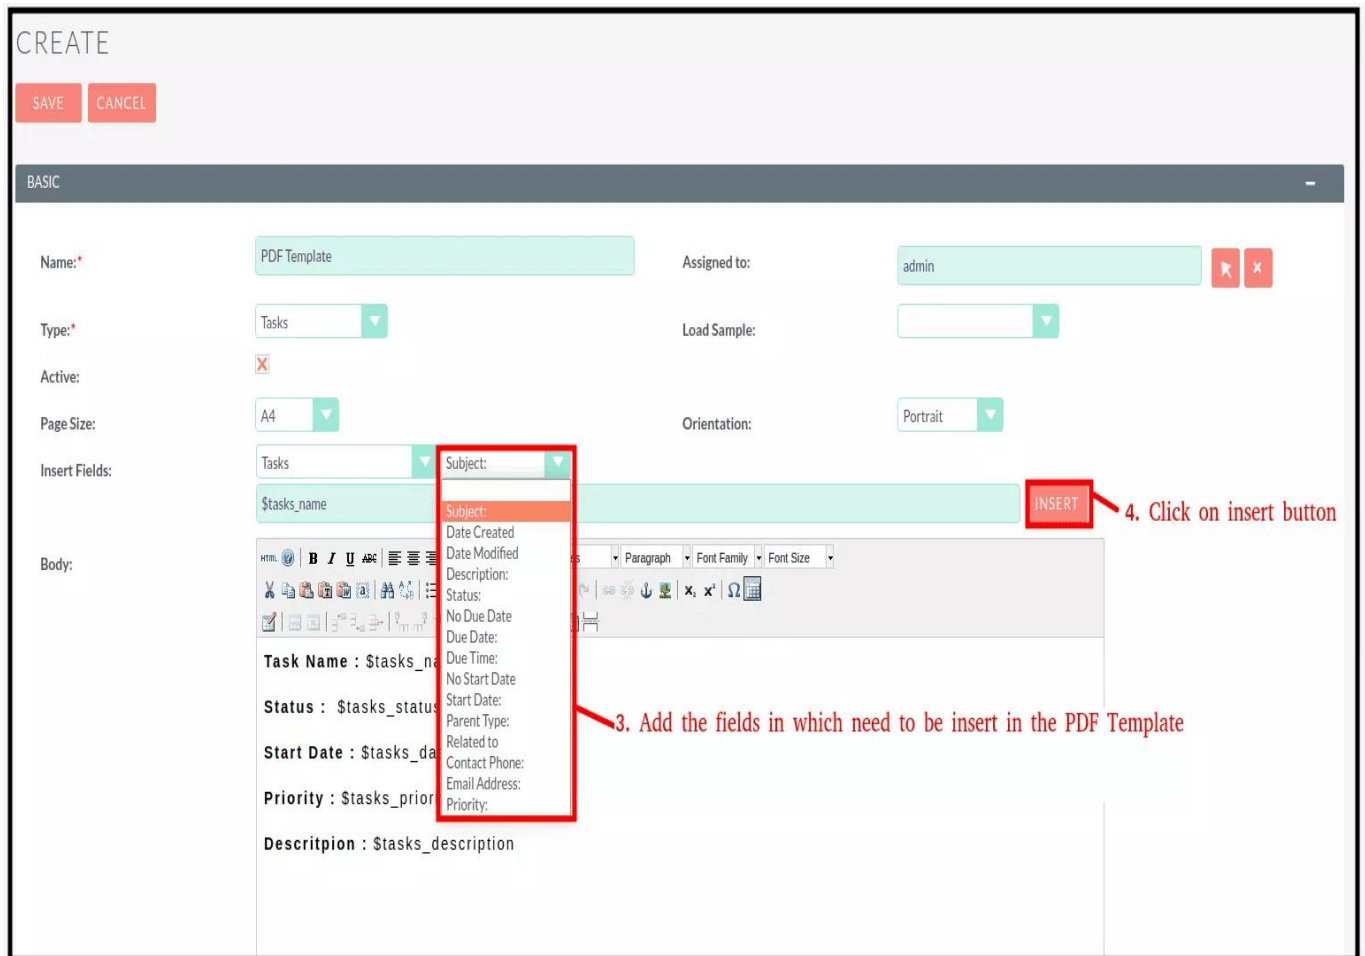 CREATE
SAVE CANCEL
BASIC
Name:* PDF Template Assigned to: admin
Type:* Tasks Load Sample:
Active:
Page Size: A4 Orientation: Portrait
Insert Fields: Tasks Subject:
$tasks_name INSERT 4. Click on insert button
Subject:
Date Created
Date Modified
Description:
Status:
No Due Date
Due Date:
Due Time:
No Start Date
Start Date:
Parent Type:
Related to
Contact Phone:
Email Address:
Priority:
3. Add the fields in which need to be insert in the PDF Template
Body:
HTML B I U ABC Paragraph Font Family Font Size
Task Name : $tasks_na
Status : $tasks_status
Start Date : $tasks_da
Priority : $tasks_prior
Descritpion : $tasks_description